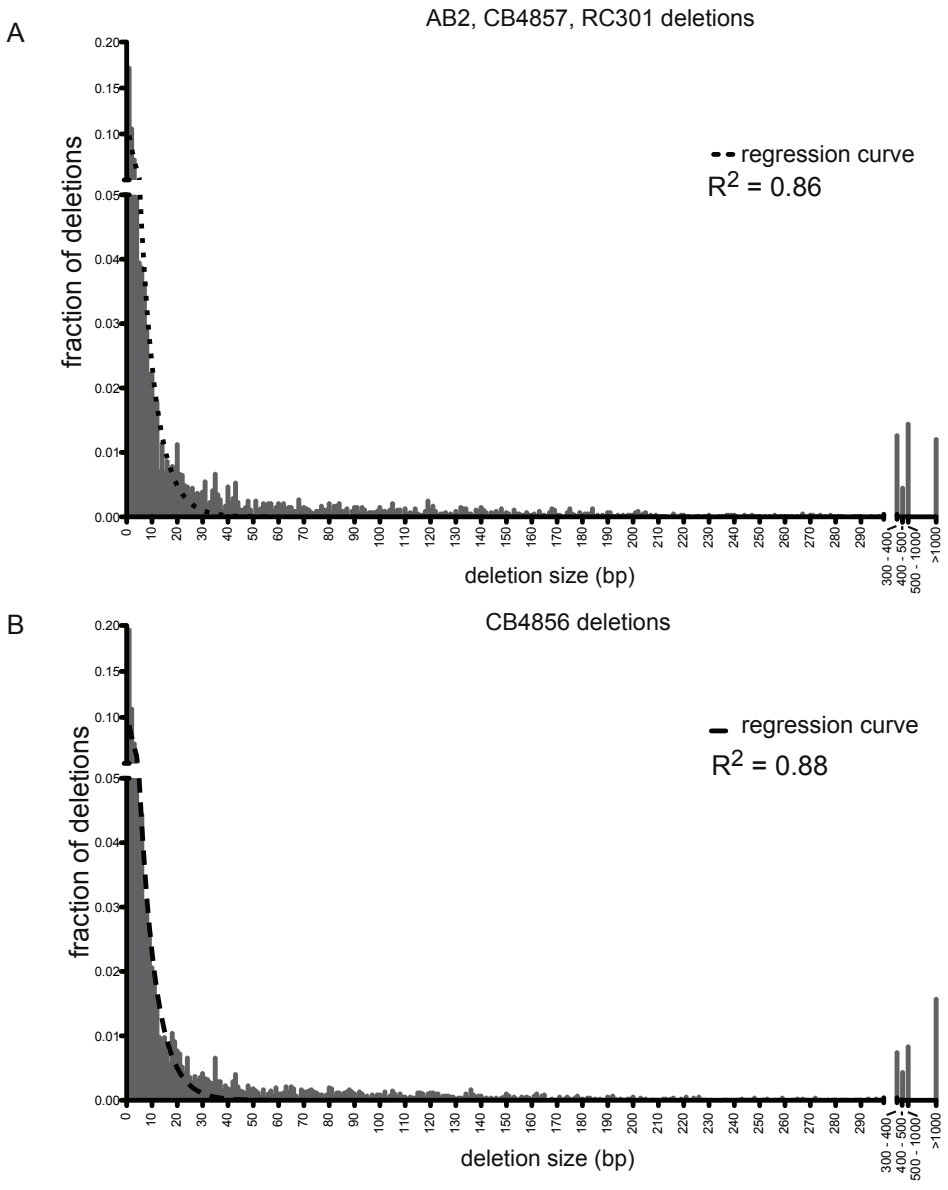 A
AB2, CB4857, RC301 deletions
fraction of deletions
0.20
0.15
0.10
0.05
0.04
0.03
0.02
0.01
0.00
regression curve
R2 = 0.86
0 10 20 30 40 50 60 70 80 90 100 110 120 130 140 150 160 170 180 190 200 210 220 230 240 250 260 270 280 290 300 - 400 400 - 500 500 - 1000 >1000
deletion size (bp)
B
CB4856 deletions
fraction of deletions
0.20
0.15
0.10
0.05
0.04
0.03
0.02
0.01
0.00
regression curve
R2 = 0.88
0 10 20 30 40 50 60 70 80 90 100 110 120 130 140 150 160 170 180 190 200 210 220 230 240 250 260 270 280 290 300 - 400 400 - 500 500 - 1000 >1000
deletion size (bp)